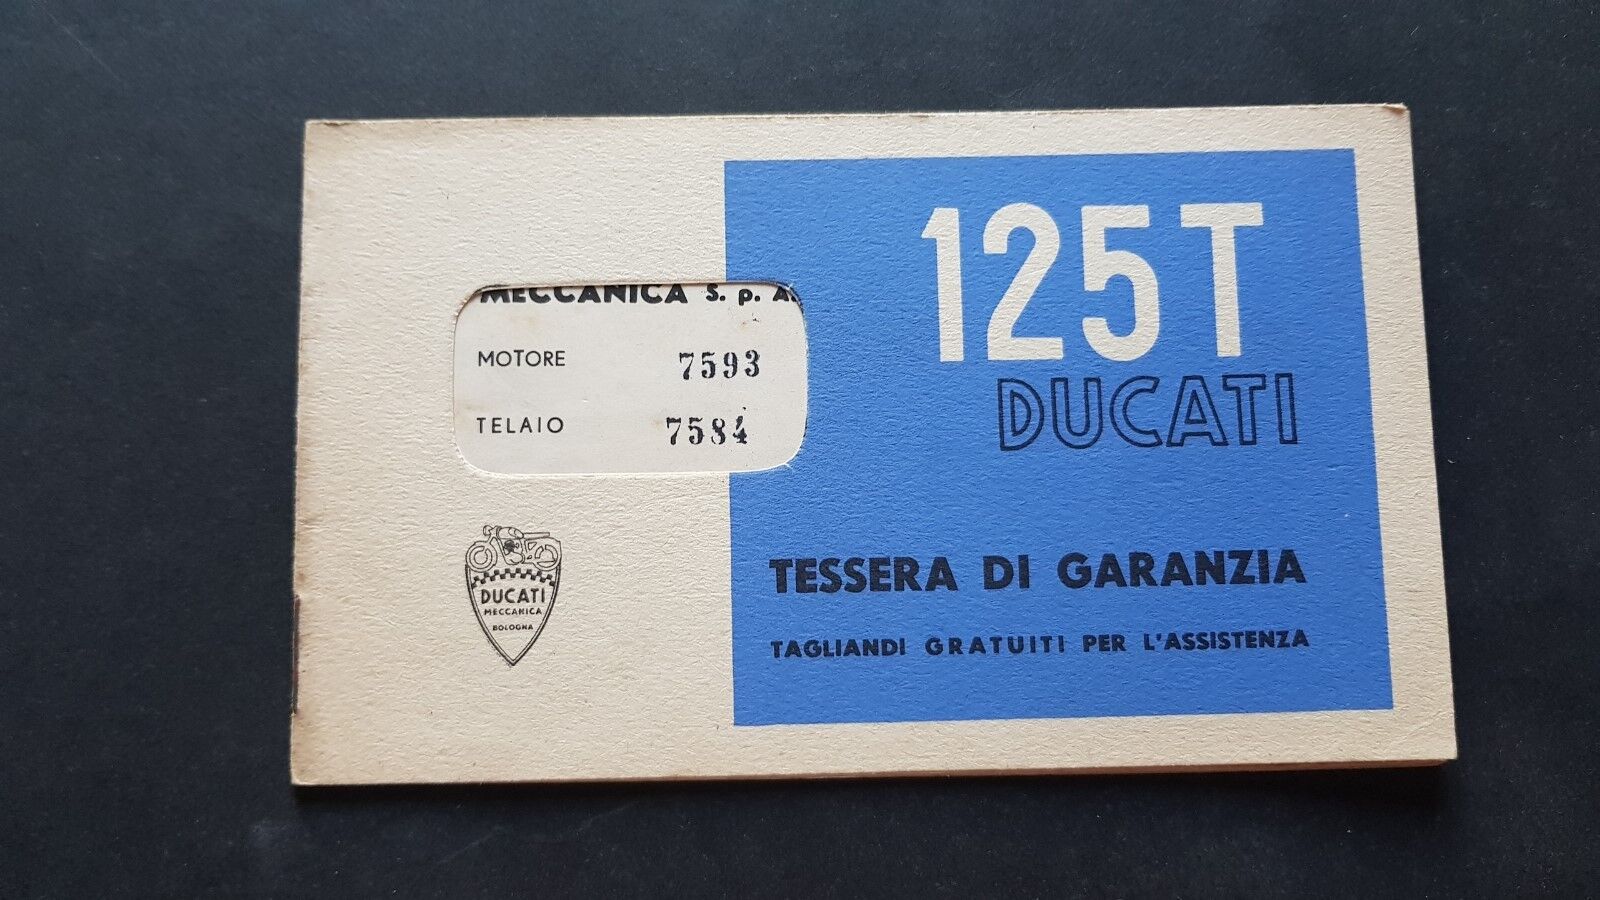 MECCANICA S. p. A.
MOTORE 7593
TELAIO 7584
125 T
DUCATI
TESSERA DI GARANZIA
TAGLIANDI GRATUITI PER L'ASSISTENZA
DUCATI
MECCANICA
BOLOGNA